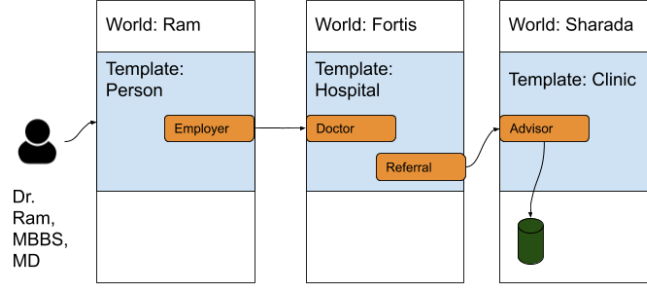 World: Ram
World: Fortis
World: Sharada
Template:
Person
Template:
Hospital
Template: Clinic
Employer
Doctor
Advisor
Referral
Dr.
Ram,
MBBS,
MD